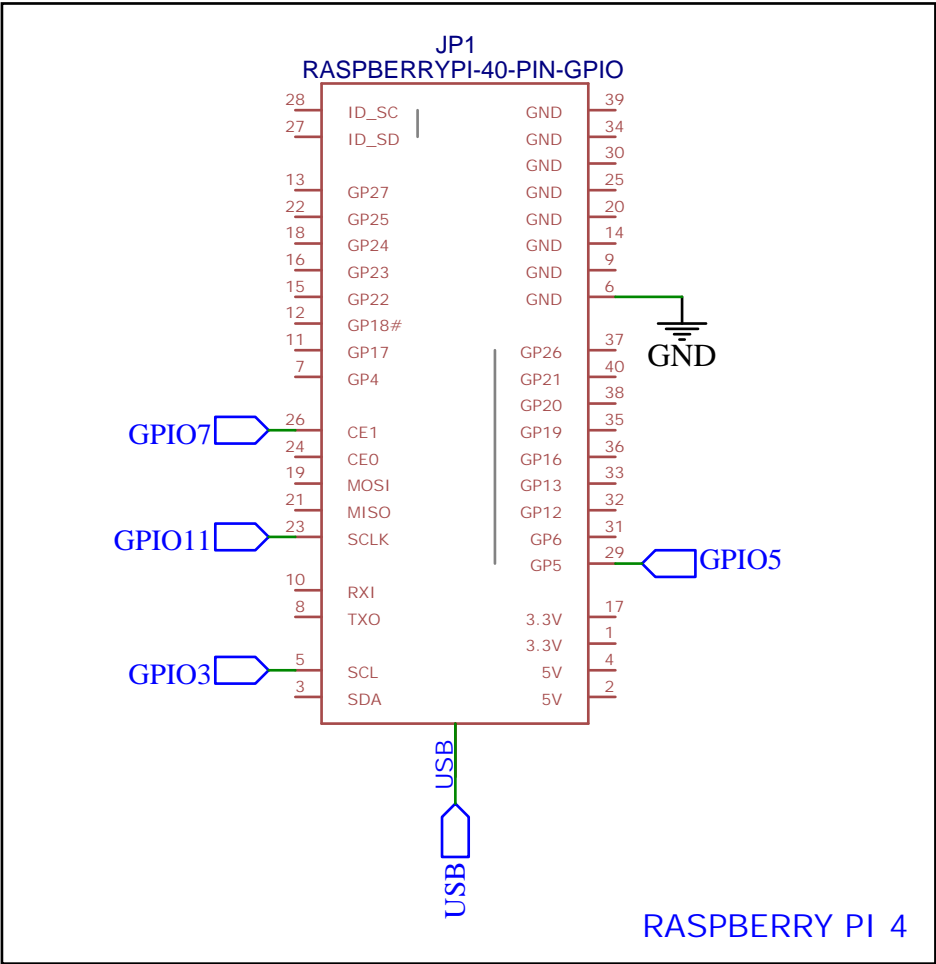 JP1
RASPBERRYPI-40-PIN-GPIO
28 ID_SC GND 39
27 ID_SD GND 34
GND 30
13 GP27 GND 25
22 GP25 GND 20
18 GP24 GND 14
16 GP23 GND 9
15 GP22 GND 6
12 GP18#
GND
11 GP17 GP26 37
7 GP4 GP21 40
GP20 38
GPIO7 26 CE1 GP19 35
24 CE0 GP16 36
19 MOSI GP13 33
21 MISO GP12 32
GPIO11 23 SCLK GP6 31
GP5 29 GPIO5
10 RXI
8 TXO 3.3V 17
3.3V 1
GPIO3 5 SCL 5V 4
3 SDA 5V 2
USB
USB
RASPBERRY PI 4